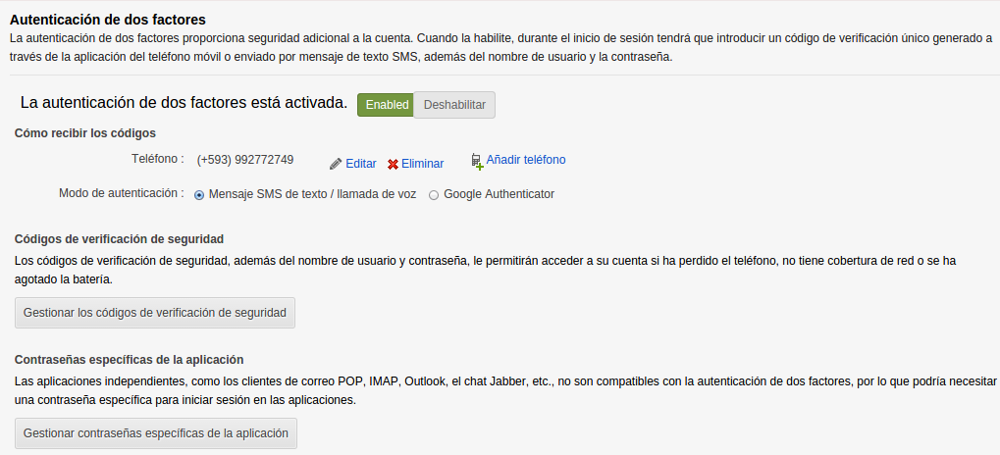 Autenticación de dos factores
La autenticación de dos factores proporciona seguridad adicional a la cuenta. Cuando la habilite, durante el inicio de sesión tendrá que introducir un código de verificación único generado a
través de la aplicación del teléfono móvil o enviado por mensaje de texto SMS, además del nombre de usuario y la contraseña.
La autenticación de dos factores está activada. Enabled Deshabilitar
Cómo recibir los códigos
Teléfono : (+593) 992772749 Editar Eliminar Añadir teléfono
Modo de autenticación : Mensaje SMS de texto / llamada de voz Google Authenticator
Códigos de verificación de seguridad
Los códigos de verificación de seguridad, además del nombre de usuario y contraseña, le permitirán acceder a su cuenta si ha perdido el teléfono, no tiene cobertura de red o se ha
agotado la batería.
Gestionar los códigos de verificación de seguridad
Contraseñas específicas de la aplicación
Las aplicaciones independientes, como los clientes de correo POP, IMAP, Outlook, el chat Jabber, etc., no son compatibles con la autenticación de dos factores, por lo que podría necesitar
una contraseña específica para iniciar sesión en las aplicaciones.
Gestionar contraseñas específicas de la aplicación